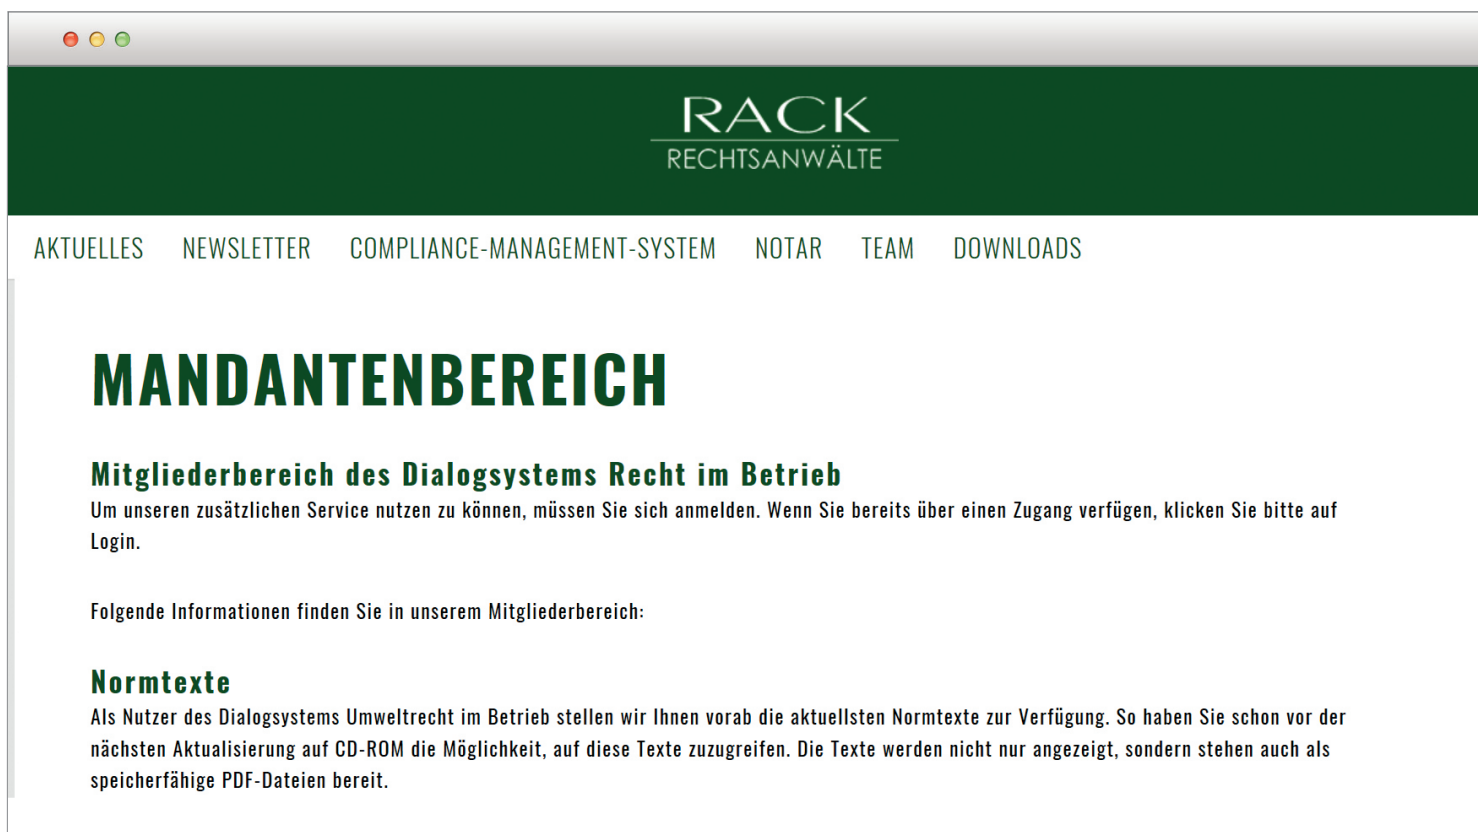 RACK
RECHTSANWÄLTE
AKTUELLES NEWSLETTER COMPLIANCE-MANAGEMENT-SYSTEM NOTAR TEAM DOWNLOADS
MANDANTENBEREICH
Mitgliederbereich des Dialogsystems Recht im Betrieb
Um unseren zusätzlichen Service nutzen zu können, müssen Sie sich anmelden. Wenn Sie bereits über einen Zugang verfügen, klicken Sie bitte auf
Login.
Folgende Informationen finden Sie in unserem Mitgliederbereich:
Normtexte
Als Nutzer des Dialogsystems Umweltrecht im Betrieb stellen wir Ihnen vorab die aktuellsten Normtexte zur Verfügung. So haben Sie schon vor der
nächsten Aktualisierung auf CD-ROM die Möglichkeit, auf diese Texte zuzugreifen. Die Texte werden nicht nur angezeigt, sondern stehen auch als
speicherfähige PDF-Dateien bereit.